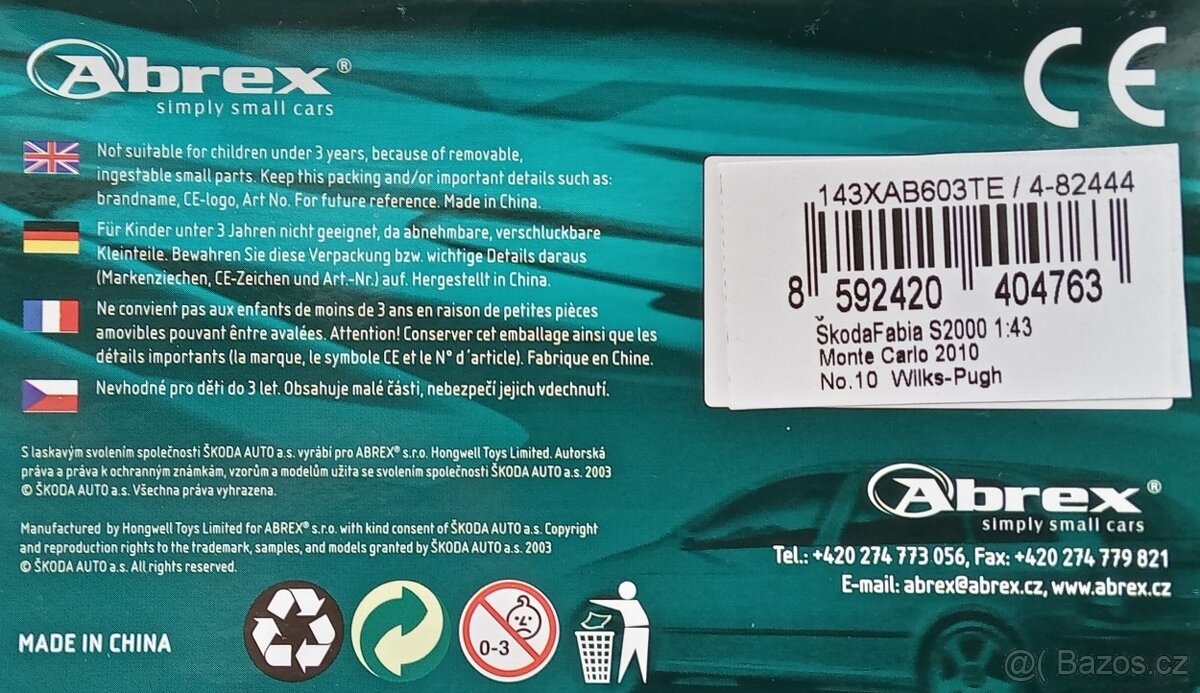 Abrex®
simply small cars
CE
Not suitable for children under 3 years, because of removable,
ingestable small parts. Keep this packing and/or important details such as:
brandname, CE-logo, Art No. For future reference. Made in China.
Für Kinder unter 3 Jahren nicht geeignet, da abnehmbare, verschluckbare
Kleinteile. Bewahren Sie diese Verpackung bzw. wichtige Details daraus
(Markenziechen, CE-Zeichen und Art.-Nr.) auf. Hergestellt in China.
Ne convient pas aux enfants de moins de 3 ans en raison de petites pièces
amovibles pouvant êntre avalées. Attention! Conserver cet emballage ainsi que les
détails importants (la marque, le symbole CE et le N° d´article). Fabrique en Chine.
Nevhodné pro děti do 3 let. Obsahuje malé části, nebezpečí jejich vdechnutí.
143XAB603TE / 4-82444
8 592420 404763
ŠkodaFabia S2000 1:43
Monte Carlo 2010
No.10 Wilks-Pugh
S laskavým svolením společnosti ŠKODA AUTO a.s. vyrábí pro ABREX® s.r.o. Hongwell Toys Limited. Autorská
práva a práva k ochranným známkám, vzorům a modelům užita se svolením společnosti ŠKODA AUTO a.s. 2003
© ŠKODA AUTO a.s. Všechna práva vyhrazena.
Manufactured by Hongwell Toys Limited for ABREX® s.r.o. with kind consent of ŠKODA AUTO a.s. Copyright
and reproduction rights to the trademark, samples, and models granted by ŠKODA AUTO a.s. 2003
© ŠKODA AUTO a.s. All rights reserved.
Abrex®
simply small cars
Tel.: +420 274 773 056, Fax: +420 274 779 821
E-mail: abrex@abrex.cz, www.abrex.cz
MADE IN CHINA
0-3
@( Bazos.cz